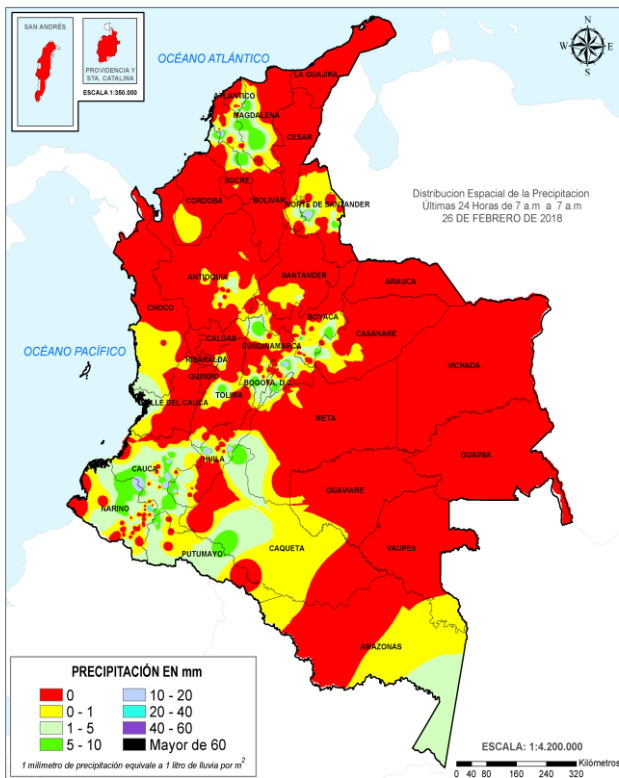 SAN ANDRÉS
PROVIDENCIA Y
STA. CATALINA
ESCALA 1:350.000
OCÉANO ATLÁNTICO
N
W
E
S
LA GUAJIRA
ATLANTICO
MAGDALENA
CESAR
SUCRE
CORDOBA
BOLIVAR
NORTE DE SANTANDER
Distribucion Espacial de la Precipitacion
Últimas 24 Horas de 7 a.m a 7 a.m
26 DE FEBRERO DE 2018
ANTIOQUIA
SANTANDER
ARAUCA
CHOCO
BOYACA
CASANARE
CALDAS
CUNDINAMARCA
OCÉANO PACÍFICO
RISARALDA
VICHADA
QUINDIO
BOGOTA, D.C.
TOLIMA
VALLE DEL CAUCA
META
GUAINIA
HUILA
CAUCA
GUAVIARE
NARIÑO
CAQUETA
VAUPES
PUTUMAYO
AMAZONAS
PRECIPITACIÓN EN mm
0
10 - 20
0 - 1
20 - 40
1 - 5
40 - 60
5 - 10
Mayor de 60
1 milimetro de precipitación equivale a 1 litro de lluvia por m2
ESCALA: 1:4.200.000
Kilómetros
0 40 80 160 240 320